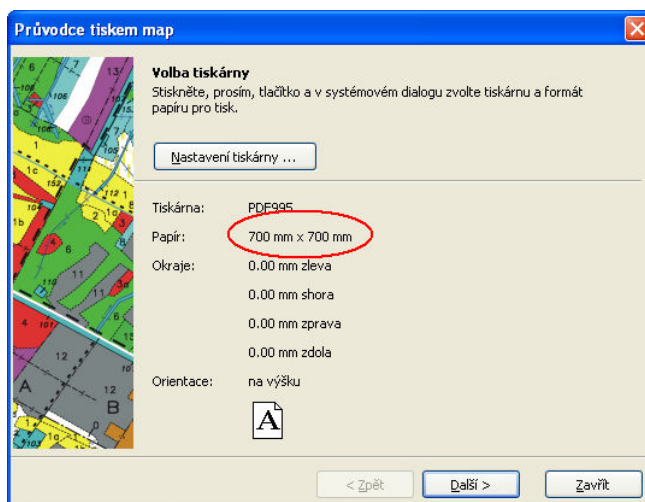 Průvodce tiskem map
Volba tiskárny
Stiskněte, prosím, tlačítko a v systémovém dialogu zvolte tiskárnu a formát
papíru pro tisk.
Nastavení tiskárny ...
Tiskárna: PDF995
Papír: 700 mm x 700 mm
Okraje: 0.00 mm zleva
0.00 mm shora
0.00 mm zprava
0.00 mm zdola
Orientace: na výšku
A
< Zpět Další > Zavřít